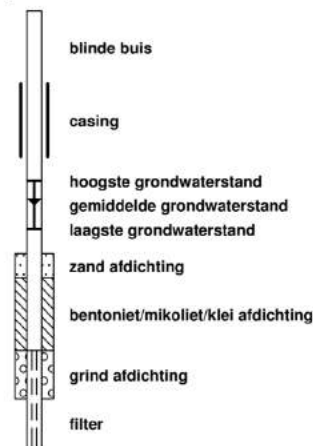 blinde buis
casing
hoogste grondwaterstand
gemiddelde grondwaterstand
laagste grondwaterstand
zand afdichting
bentoniet/mikoliet/klei afdichting
grind afdichting
filter